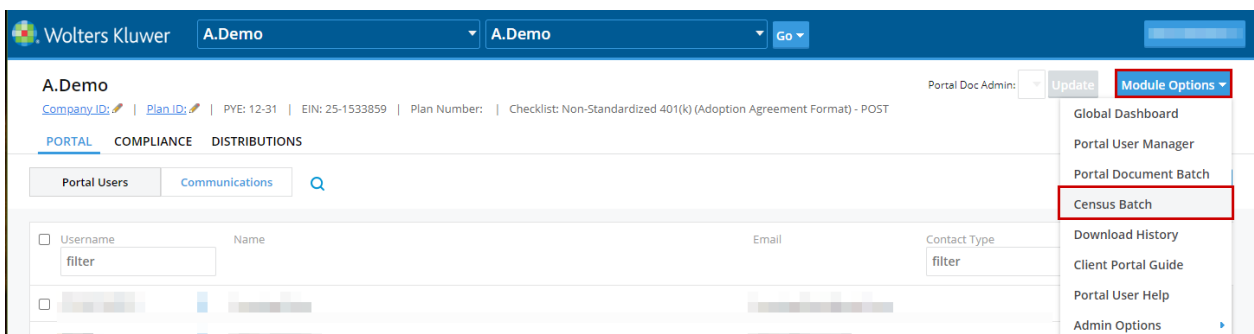 Wolters Kluwer A.Demo A.Demo Go
A.Demo
Portal Doc Admin: Update Module Options
Company ID: | Plan ID: | PYE: 12-31 | EIN: 25-1533859 | Plan Number: | Checklist: Non-Standardized 401(k) (Adoption Agreement Format) - POST
PORTAL COMPLIANCE DISTRIBUTIONS
Portal Users Communications
Username Name Email Contact Type
filter filter
Global Dashboard
Portal User Manager
Portal Document Batch
Census Batch
Download History
Client Portal Guide
Portal User Help
Admin Options